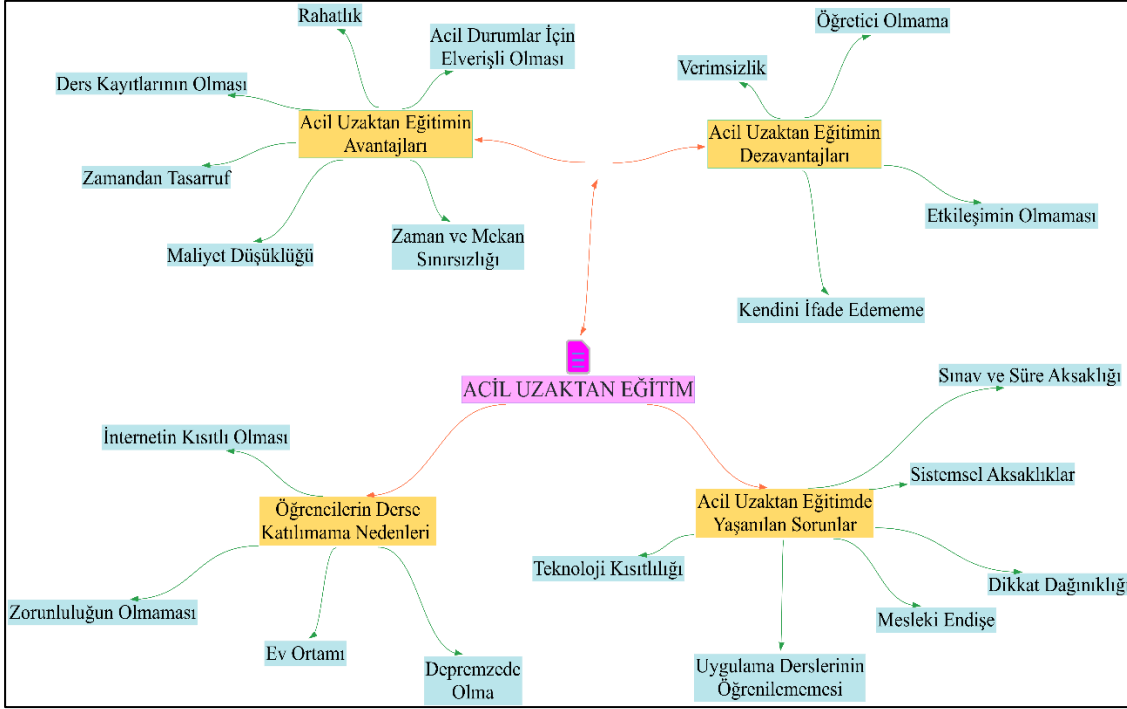 Rahatlık
Acil Durumlar İçin
Elverişli Olması
Ders Kayıtlarının Olması
Acil Uzaktan Eğitimin
Avantajları
Zamandan Tasarruf
Maliyet Düşüklüğü
Zaman ve Mekan
Sınırsızlığı
Öğretici Olmama
Verimsizlik
Acil Uzaktan Eğitimin
Dezavantajları
Etkileşimin Olmaması
Kendini İfade Edememe
ACİL UZAKTAN EĞİTİM
İnternetin Kısıtlı Olması
Öğrencilerin Derse
Katılımama Nedenleri
Zorunluluğun Olmaması
Ev Ortamı
Depremzede
Olma
Sınav ve Süre Aksaklığı
Sistemsel Aksaklıklar
Acil Uzaktan Eğitimde
Yaşanılan Sorunlar
Teknoloji Kısıtlılığı
Dikkat Dağınıklığı
Mesleki Endişe
Uygulama Derslerinin
Öğrenilememesi